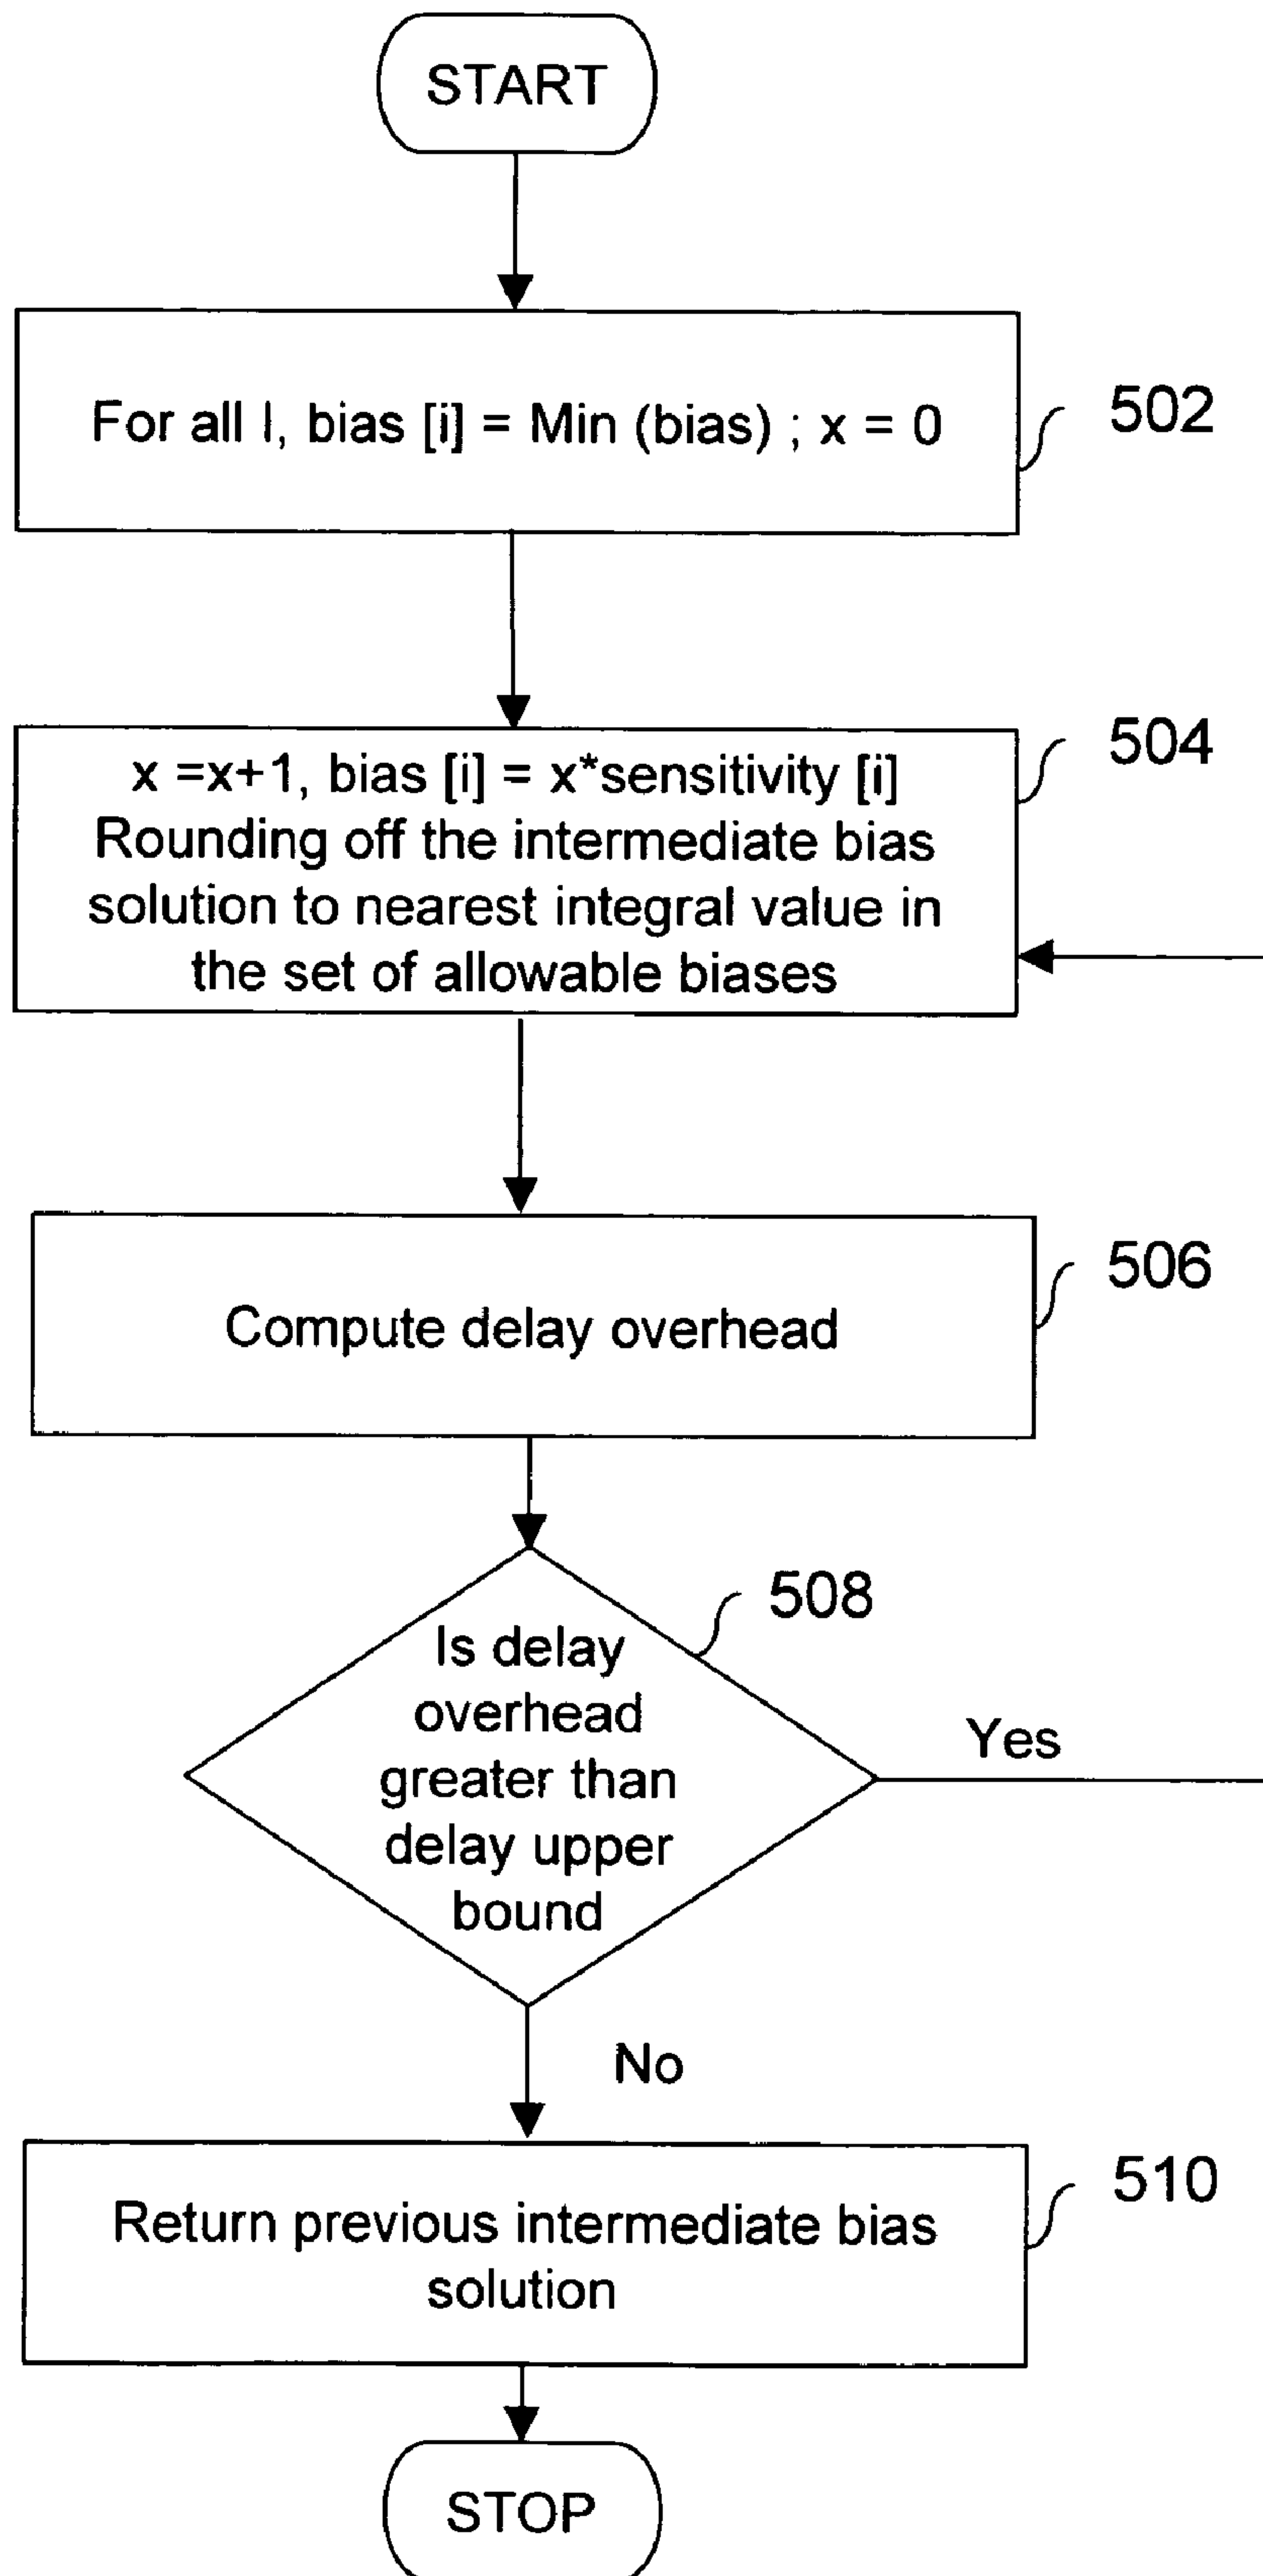 START
For all I, bias [i] = Min (bias) ; x = 0
502
x =x+1, bias [i] = x*sensitivity [i]
Rounding off the intermediate bias
solution to nearest integral value in
the set of allowable biases
504
Compute delay overhead
506
Is delay
overhead
greater than
delay upper
bound
508
Yes
No
Return previous intermediate bias
solution
510
STOP